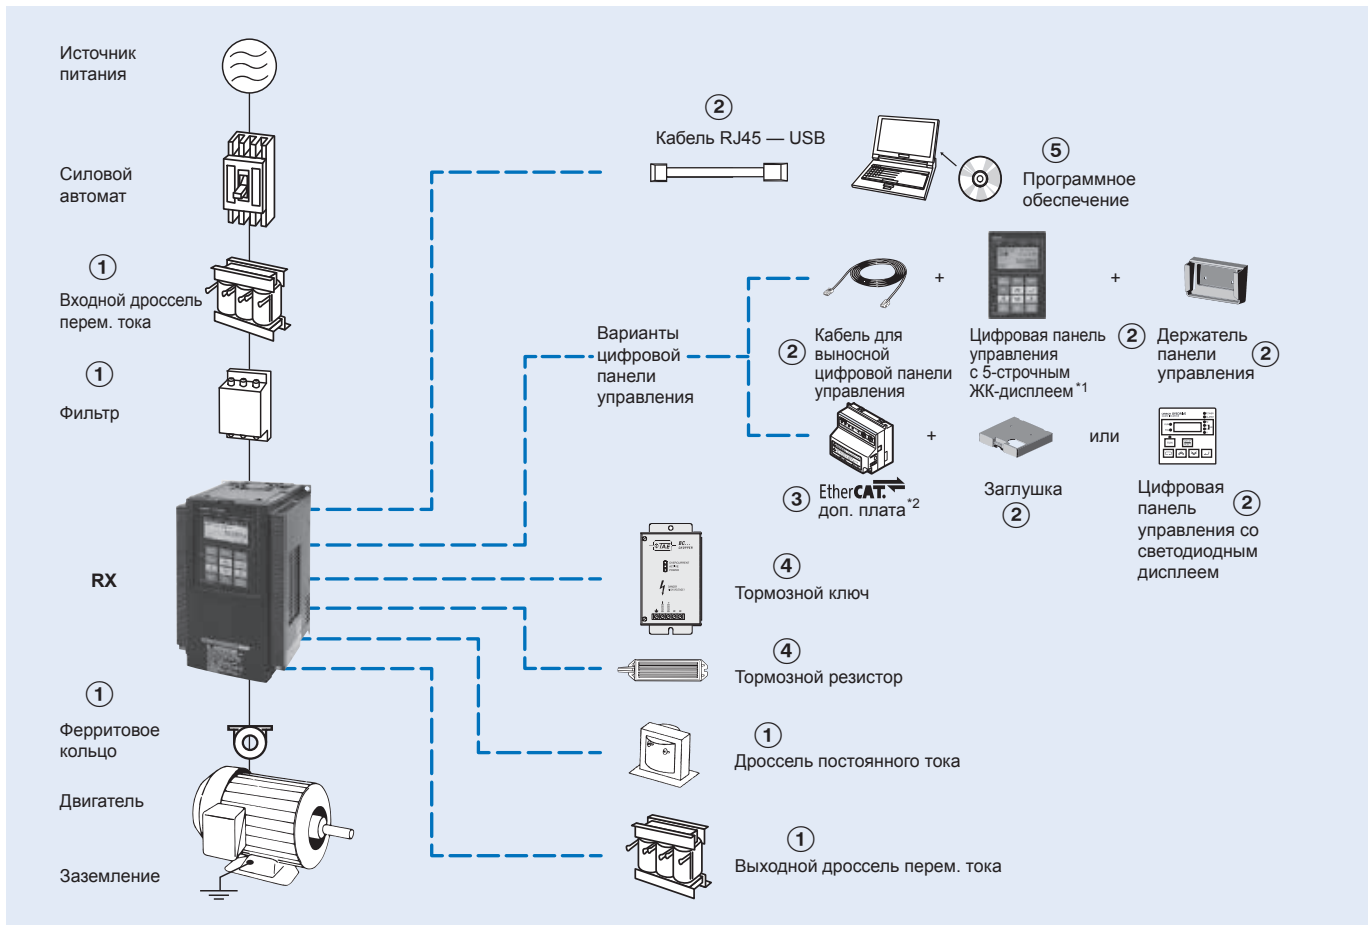 Источник
питания
Силовой
автомат
1
Входной дроссель
перем. тока
1
Фильтр
RX
1
Ферритовое
кольцо
Двигатель
Заземление
2
Кабель RJ45 — USB
5
Программное
обеспечение
Варианты
цифровой
панели
управления
+
+
2
Кабель для
выносной
цифровой панели
управления
Цифровая панель
управления
с 5-строчным
ЖК-дисплеем *1
2
Держатель
панели
управления
2
+
или
3
EtherCAT.
доп. плата *2
Заглушка
2
Цифровая
панель
управления со
светодиодным
дисплеем
2
4
Тормозной ключ
4
Тормозной резистор
1
Дроссель постоянного тока
1
Выходной дроссель перем. тока